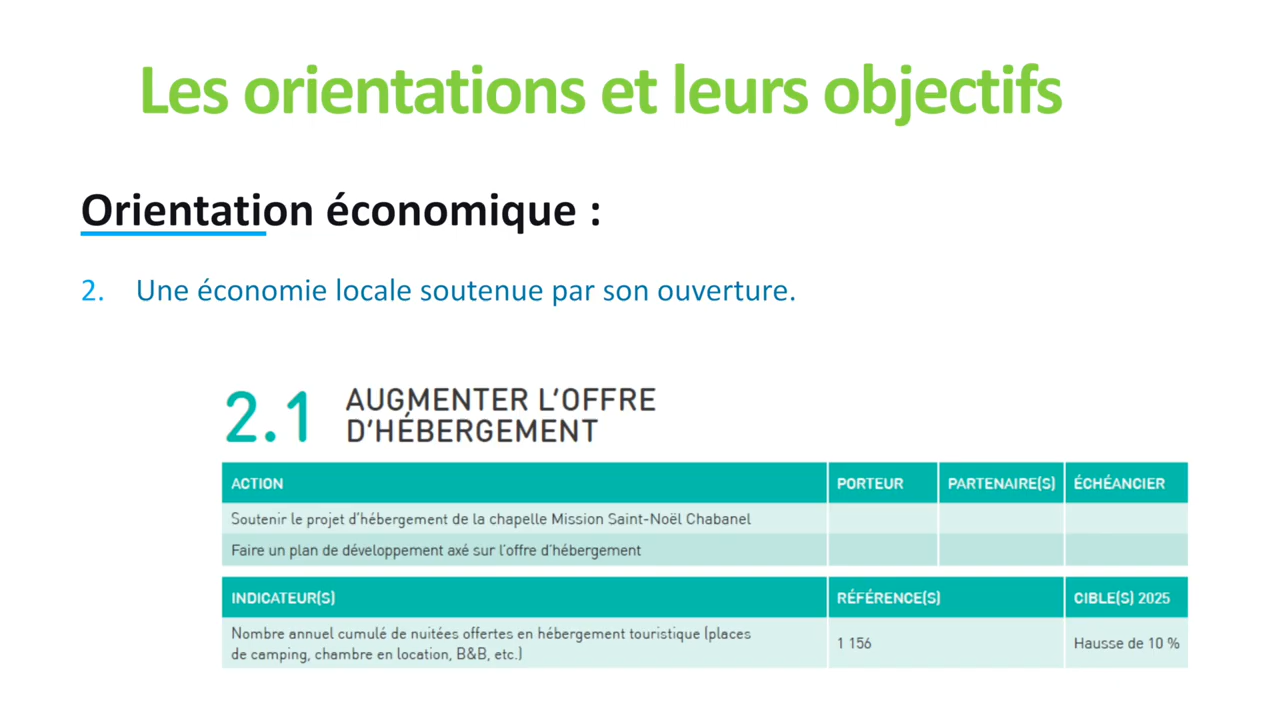 Les orientations et leurs objectifs
Orientation économique :
2. Une économie locale soutenue par son ouverture.
2.1 AUGMENTER L'OFFRE
D'HÉBERGEMENT
ACTION PORTEUR PARTENAIRE(S) ÉCHÉANCIER
Soutenir le projet d'hébergement de la chapelle Mission Saint-Noël Chabanel
Faire un plan de développement axé sur l'offre d'hébergement
INDICATEUR(S) RÉFÉRENCE(S) CIBLE(S) 2025
Nombre annuel cumulé de nuitées offertes en hébergement touristique (places
de camping, chambre en location, B&B, etc.) 1 156 Hausse de 10 %